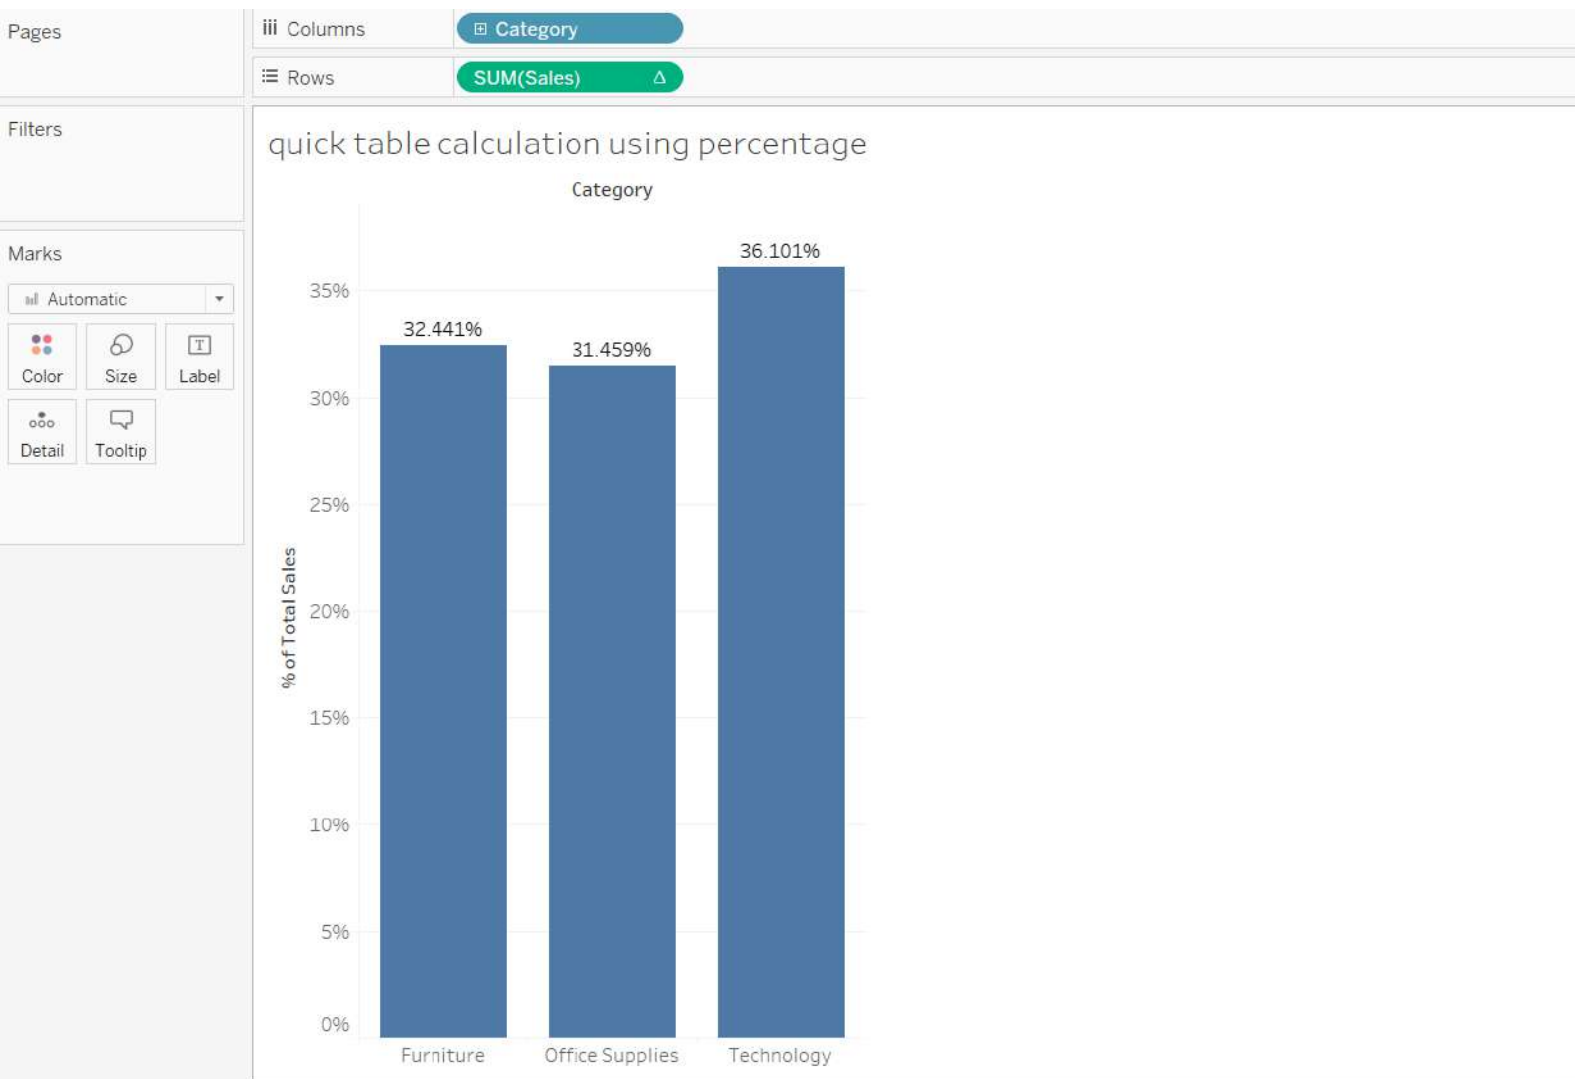 Pages
Columns
Category
Rows
SUM(Sales)
Filters
Marks
Automatic
Color
Size
Label
Detail
Tooltip
quick table calculation using percentage
Category
36.101%
32.441%
31.459%
35%
30%
25%
20%
15%
10%
5%
0%
% of Total Sales
Furniture
Office Supplies
Technology